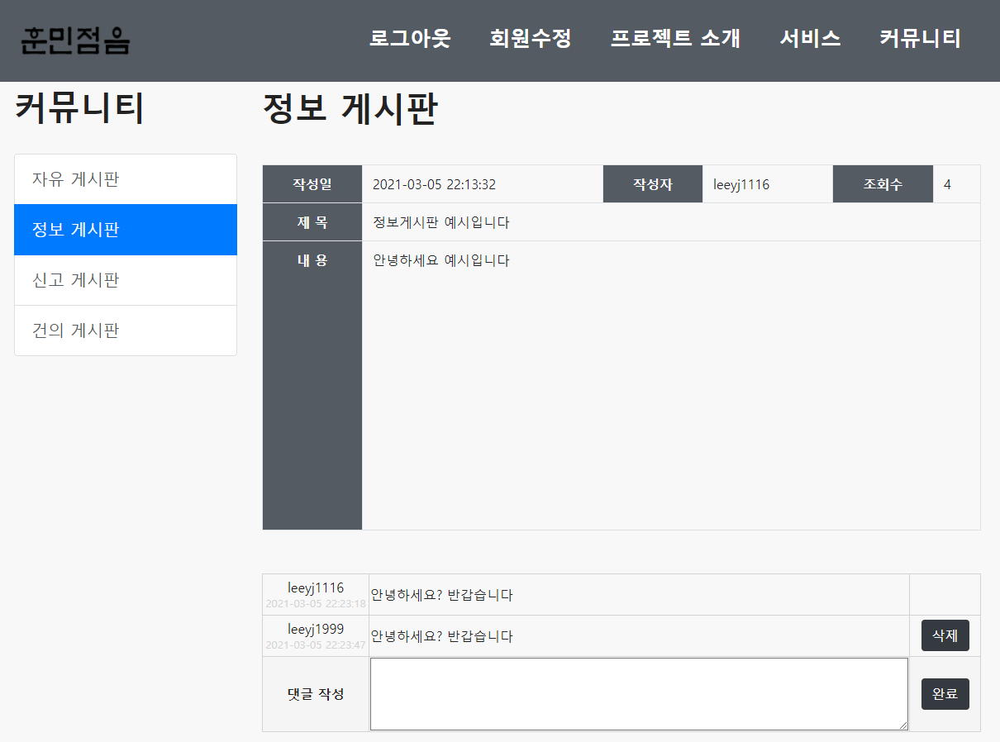 훈민점음
로그아웃 회원수정 프로젝트 소개 서비스 커뮤니티
커뮤니티
자유 게시판
정보 게시판
신고 게시판
건의 게시판
정보 게시판
작성일 2021-03-05 22:13:32 작성자 leeyj1116 조회수 4
제 목 정보게시판 예시입니다
내 용 안녕하세요 예시입니다
leeyj1116
2021-03-05 22:23:18
안녕하세요? 반갑습니다
leeyj1999
2021-03-05 22:23:47
안녕하세요? 반갑습니다
삭제
댓글 작성
완료